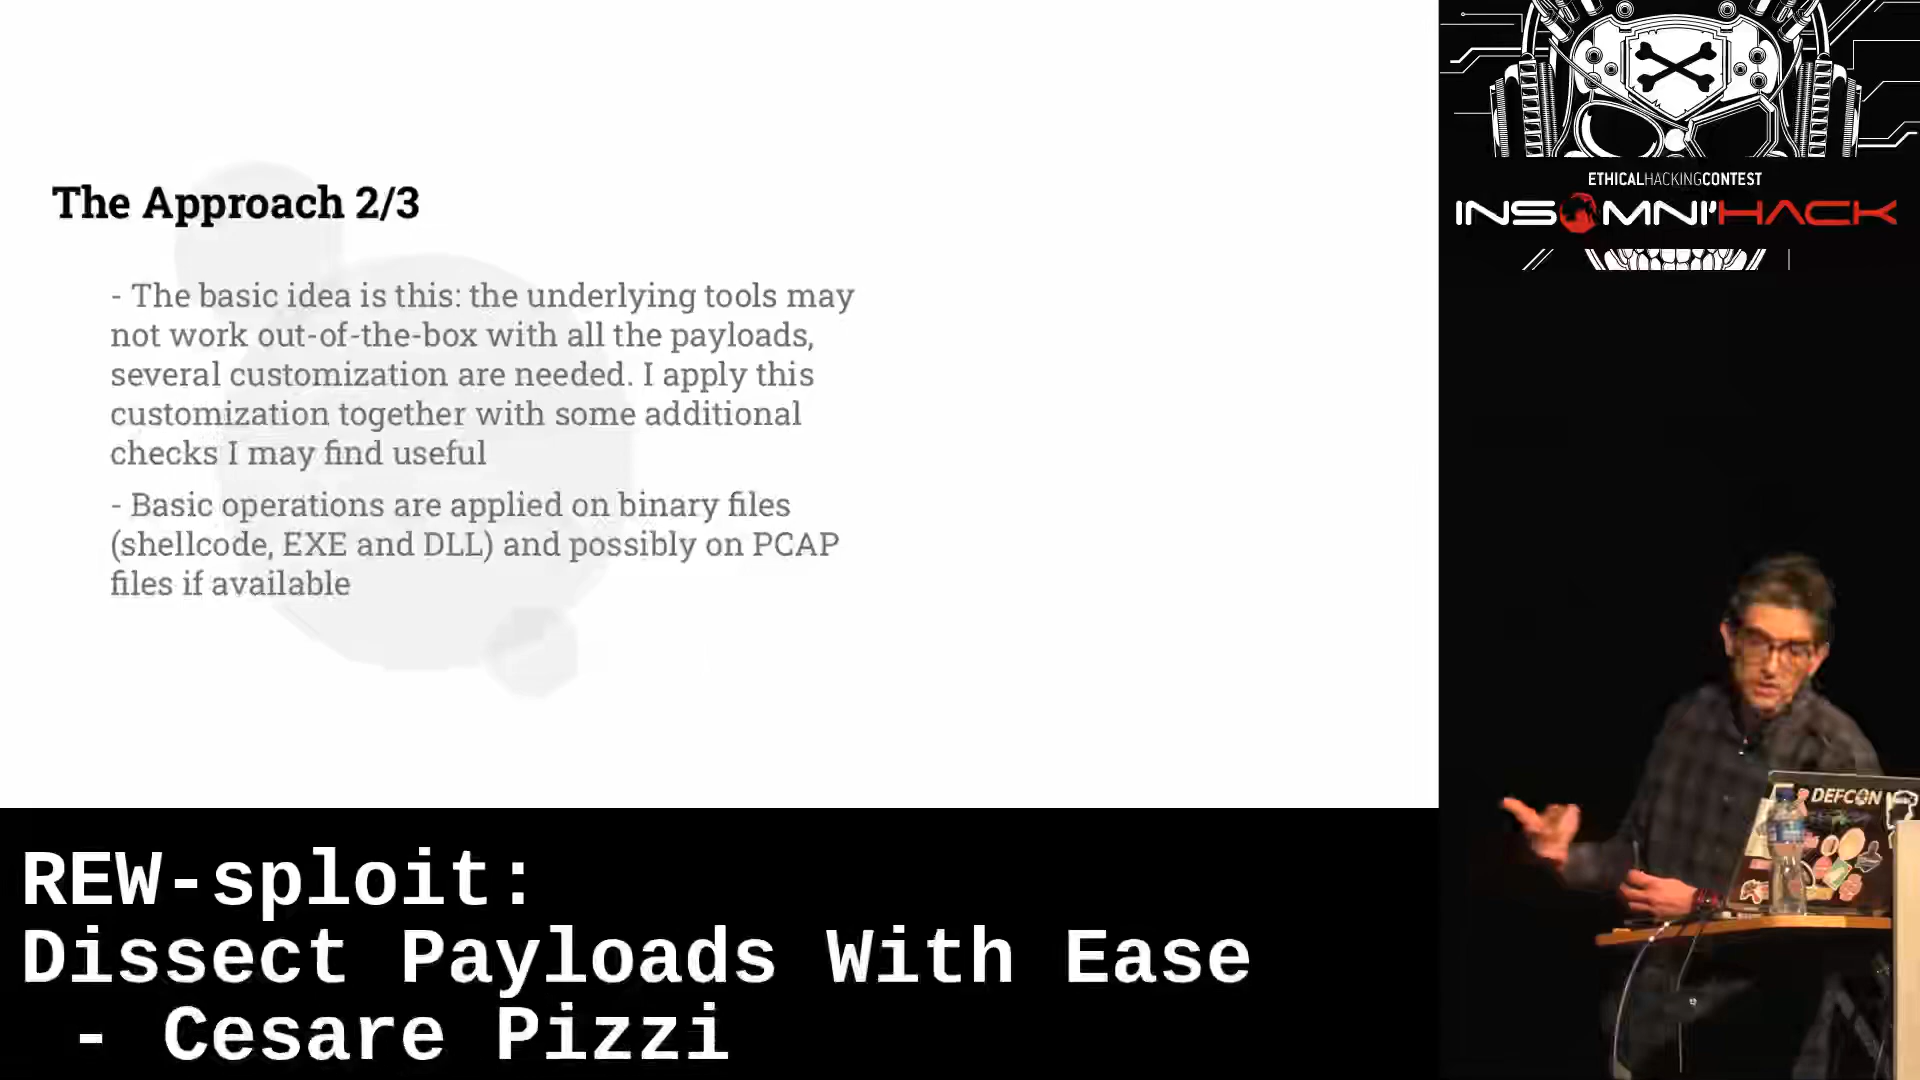 The Approach 2/3
- The basic idea is this: the underlying tools may
not work out-of-the-box with all the payloads,
several customization are needed. I apply this
customization together with some additional
checks I may find useful
- Basic operations are applied on binary files
(shellcode, EXE and DLL) and possibly on PCAP
files if available
ETHICALHACKINGCONTEST
INSOMNI'HACK
DEFCON
REW-sploit:
Dissect Payloads With Ease
- Cesare Pizzi